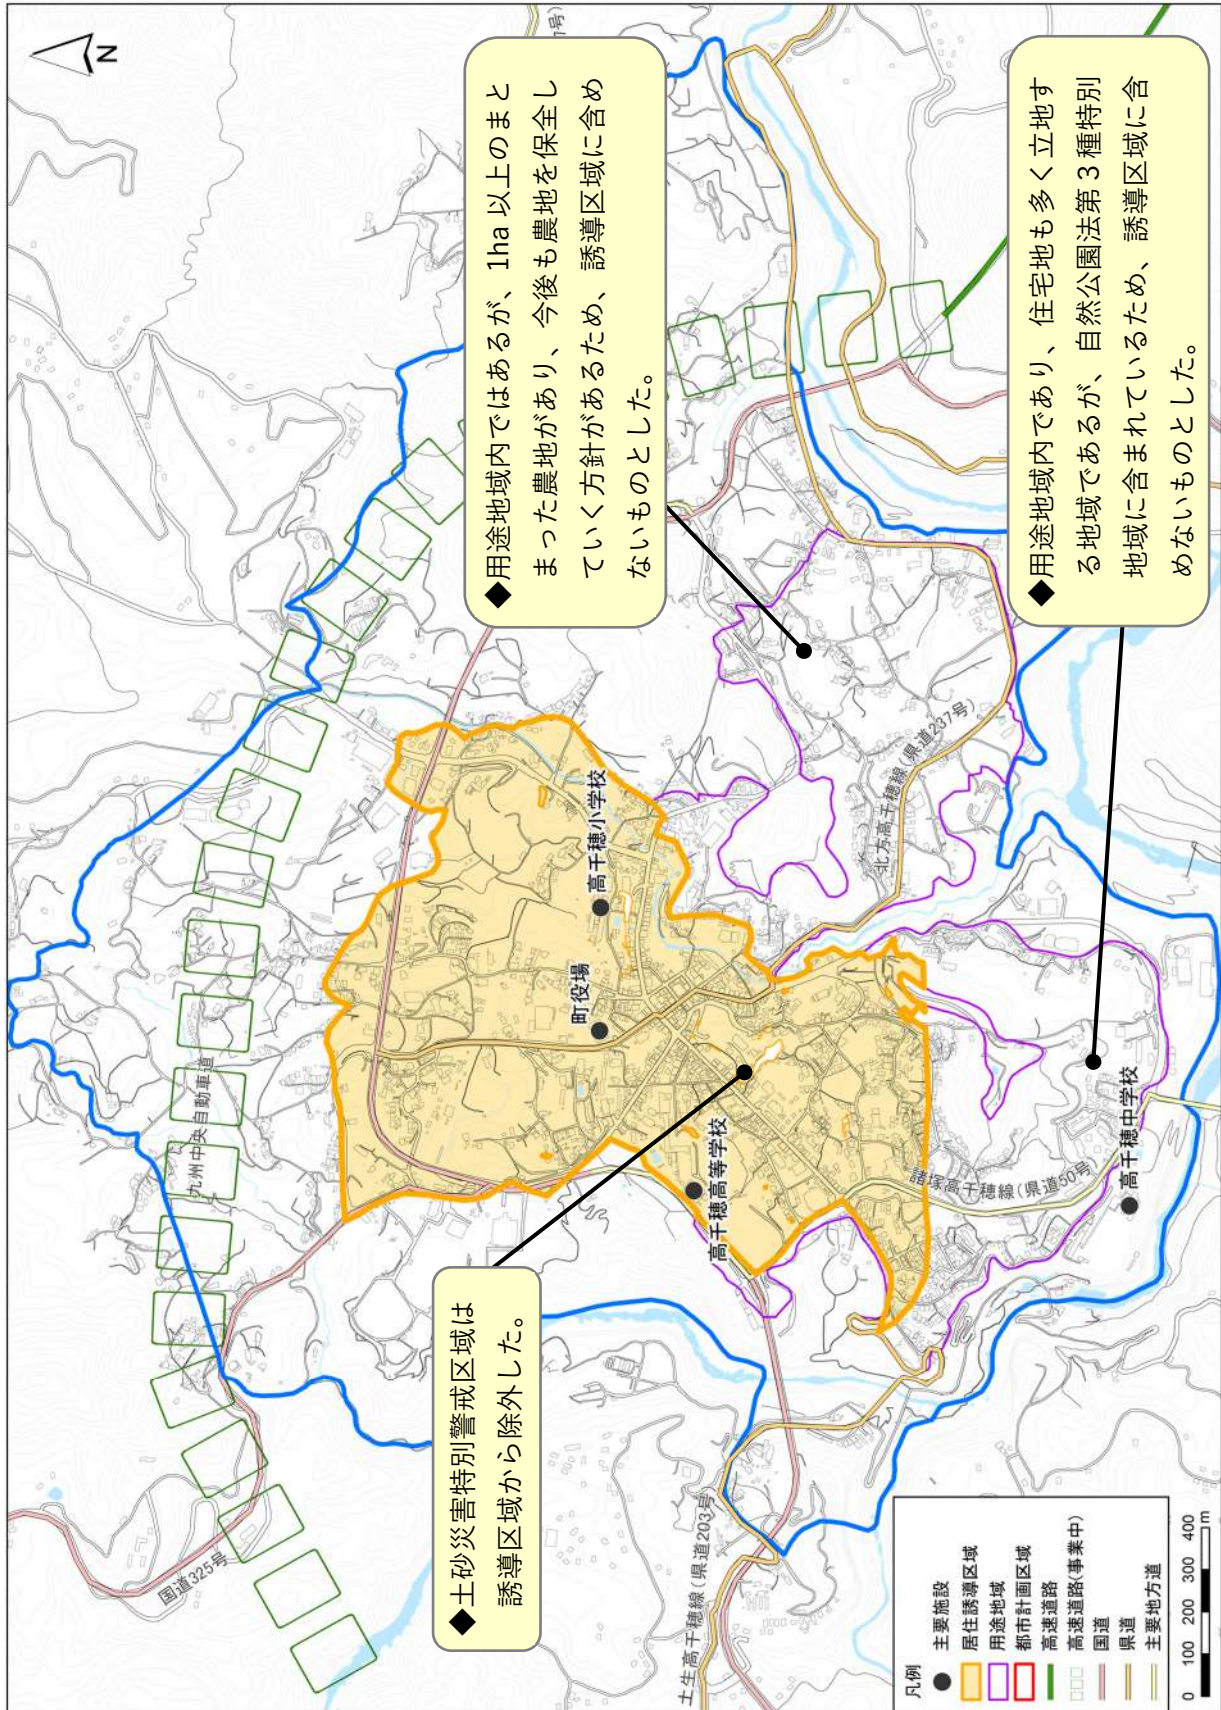 N
◆用途地域内ではあるが、1ha 以上のまと
まった農地があり、今後も農地を保全し
ていく方針があるため、誘導区域に含め
ないものとした。
◆用途地域内であり、住宅地も多く立地す
る地域であるが、自然公園法第３種特別
地域に含まれているため、誘導区域に含
めないものとした。
◆土砂災害特別警戒区域は
誘導区域から除外した。
九州中央自動車道
国道325号
高千穂小学校
町役場
高千穂高等学校
高千穂中学校
北方高千穂線(県道237号)
諸塚高千穂線(県道50号)
土生高千穂線(県道203号)
号)
凡例
主要施設
居住誘導区域
用途地域
都市計画区域
高速道路
高速道路(事業中)
国道
県道
主要地方道
0 100 200 300 400
m